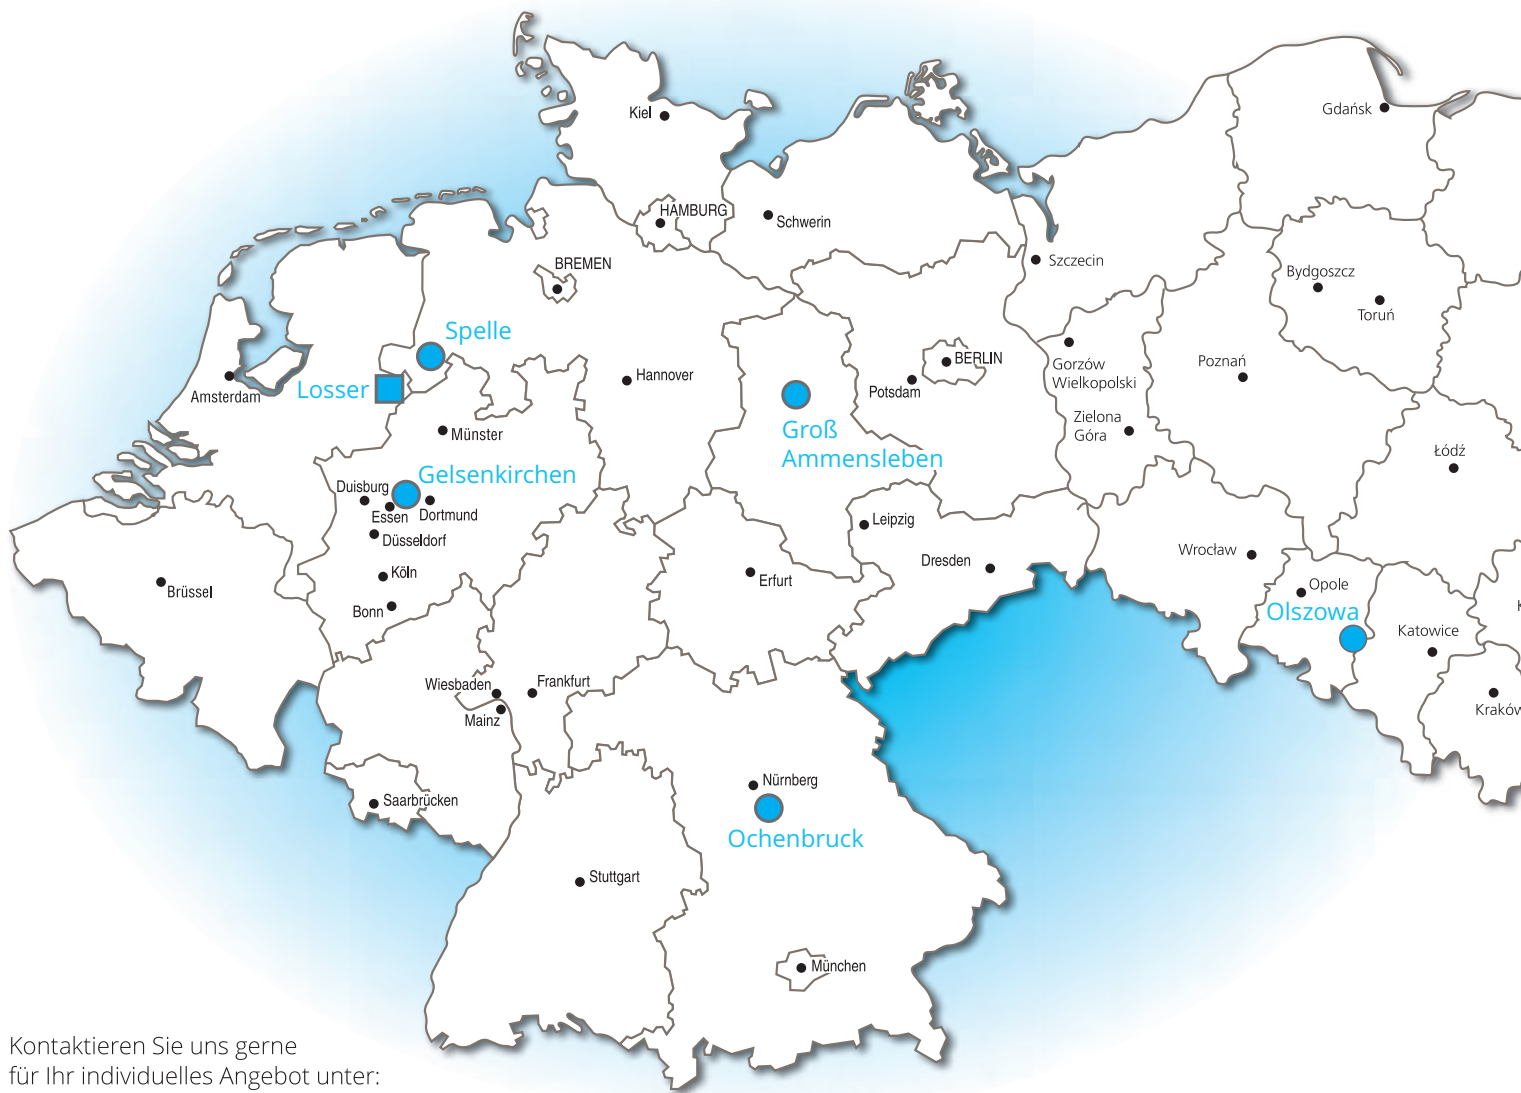 Kiel
Gdańsk
HAMBURG
Schwerin
BREMEN
Szczecin
Bydgoszcz
Toruń
Spelle
Losser
Amsterdam
Hannover
BERLIN
Potsdam
Gorzów
Wielkopolski
Poznań
Zielona
Góra
Münster
Groß
Ammensleben
Łódź
Gelsenkirchen
Duisburg
Essen
Dortmund
Düsseldorf
Leipzig
Wrocław
Brüssel
Köln
Erfurt
Dresden
Opole
Bonn
Olszowa
Katowice
K
Wiesbaden
Frankfurt
Mainz
Kraków
Nürnberg
Saarbrücken
Ochenbruck
Stuttgart
München
Kontaktieren Sie uns gerne
für Ihr individuelles Angebot unter: